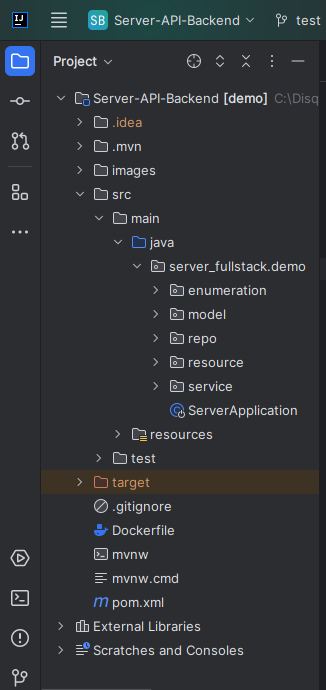 IJ SB Server-API-Backend test
Project
Server-API-Backend [demo] C:\Disq
.idea
.mvn
images
src
main
java
server_fullstack.demo
enumeration
model
repo
resource
service
ServerApplication
resources
test
target
.gitignore
Dockerfile
mvnw
mvnw.cmd
m pom.xml
External Libraries
Scratches and Consoles